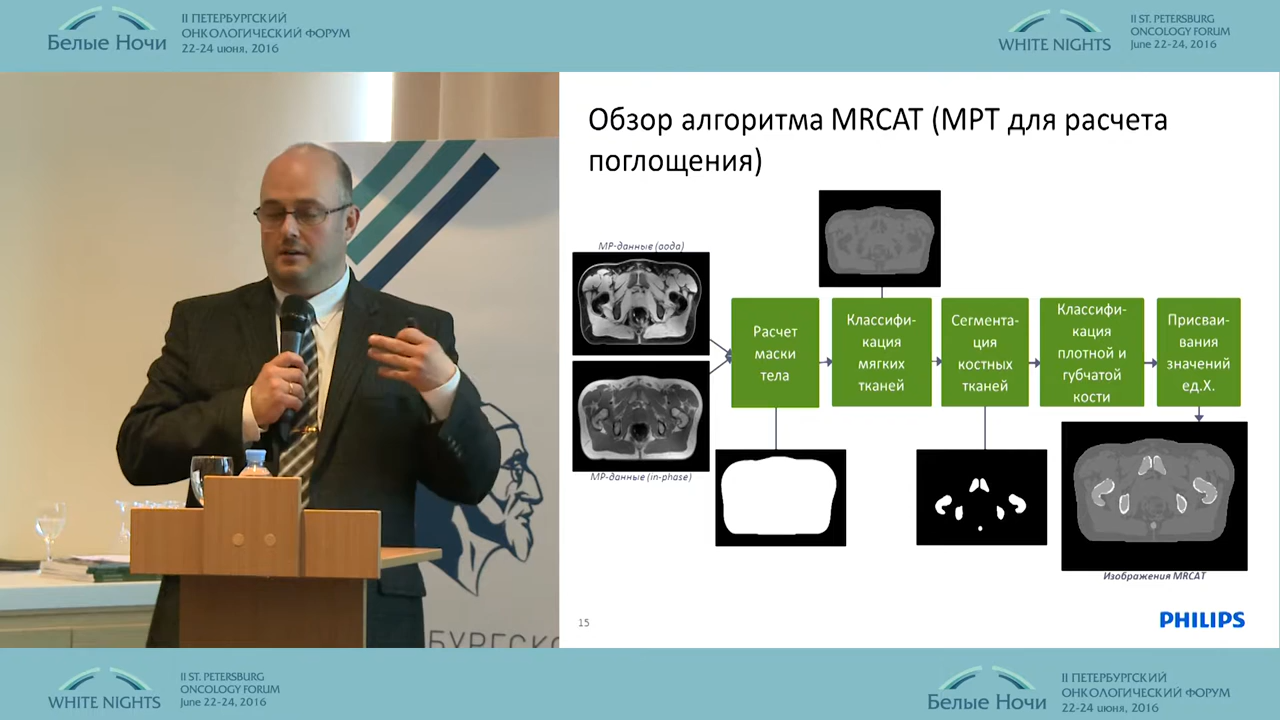 II ПЕТЕРБУРГСКИЙ
ОНКОЛОГИЧЕСКИЙ ФОРУМ
Белые Ночи
22-24 июня, 2016
II ST. PETERSBURG
ONCOLOGY FORUM
WHITE NIGHTS
June 22-24, 2016
Обзор алгоритма MRCAT (МРТ для расчета
поглощения)
МР-данные (вода)
МР-данные (in-phase)
Расчет
маски
тела
Классифи-
кация
мягких
тканей
Сегмента-
ция
костных
тканей
Классифи-
кация
плотной и
губчатой
кости
Присваи-
вания
значений
ед.Х.
Изображения MRCAT
15
PHILIPS
БУРГСКО
II ST. PETERSBURG
ONCOLOGY FORUM
WHITE NIGHTS
June 22-24, 2016
II ПЕТЕРБУРГСКИЙ
ОНКОЛОГИЧЕСКИЙ ФОРУМ
Белые Ночи
22-24 июня, 2016